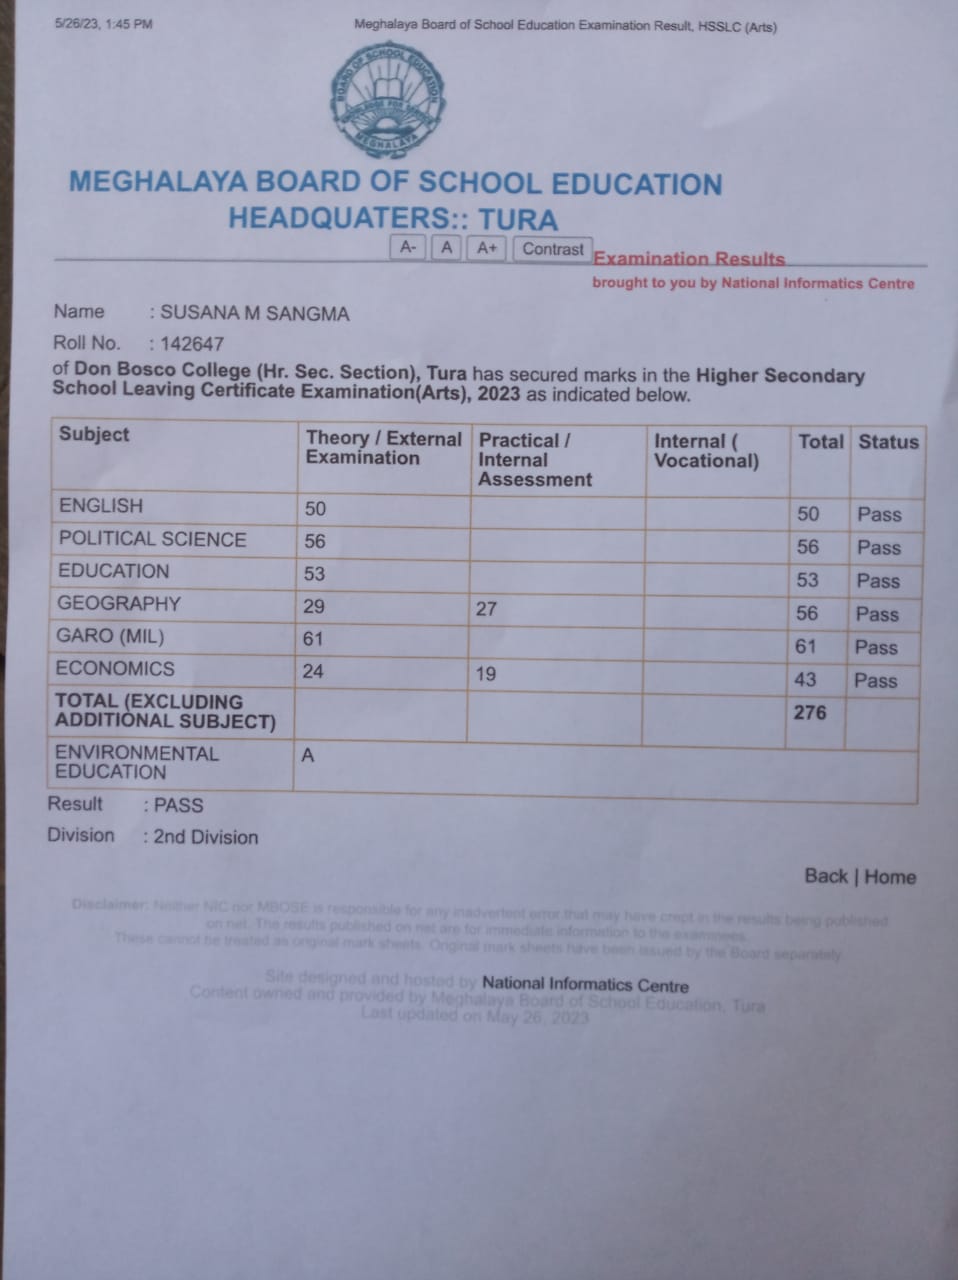 5/26/23, 1:45 PM Meghalaya Board of School Education Examination Result, HSSLC (Arts)
BOARD OF SCHOOL EDUCATION
KNOWLEDGE FOR SERVICE
MEGHALAYA
MEGHALAYA BOARD OF SCHOOL EDUCATION
HEADQUATERS:: TURA
A- A A+ Contrast
Examination Results
brought to you by National Informatics Centre
Name : SUSANA M SANGMA
Roll No. : 142647
of Don Bosco College (Hr. Sec. Section), Tura has secured marks in the Higher Secondary
School Leaving Certificate Examination(Arts), 2023 as indicated below.
Subject Theory / External Practical / Internal ( Total Status
Examination Internal Vocational)
Assessment
ENGLISH 50 50 Pass
POLITICAL SCIENCE 56 56 Pass
EDUCATION 53 53 Pass
GEOGRAPHY 29 27 56 Pass
GARO (MIL) 61 61 Pass
ECONOMICS 24 19 43 Pass
TOTAL (EXCLUDING 276
ADDITIONAL SUBJECT)
ENVIRONMENTAL A
EDUCATION
Result : PASS
Division : 2nd Division
Back | Home
Disclaimer: Neither NIC nor MBOSE is responsible for any inadvertent error that may have crept in the results being published
on net. The results published on net are for immediate information to the examinees.
These cannot be treated as original mark sheets. Original mark sheets have been issued by the Board separately.
Site designed and hosted by National Informatics Centre
Content owned and provided by Meghalaya Board of School Education, Tura
Last updated on May 26, 2023